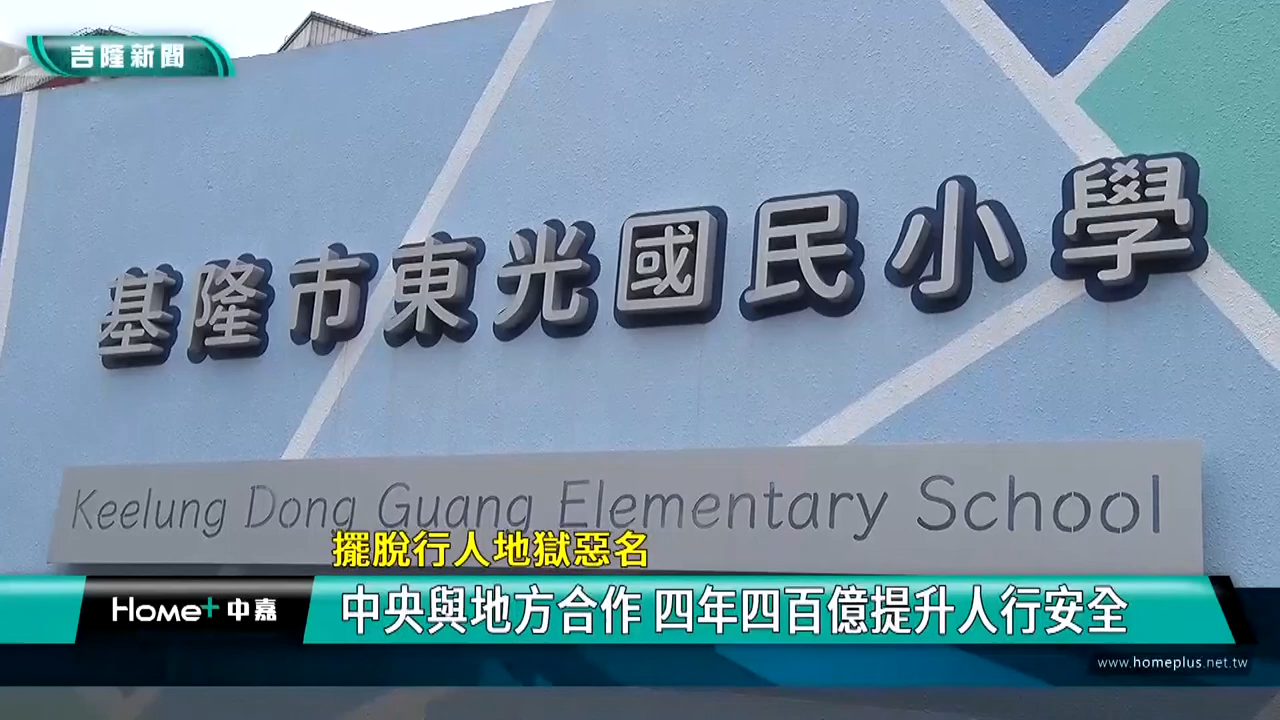 吉隆新聞
基隆市東光國民小學
Keelung Dong Guang Elementary School
擺脫行人地獄惡名
Home+ 中嘉
中央與地方合作 四年四百億提升人行安全
www.homeplus.net.tw